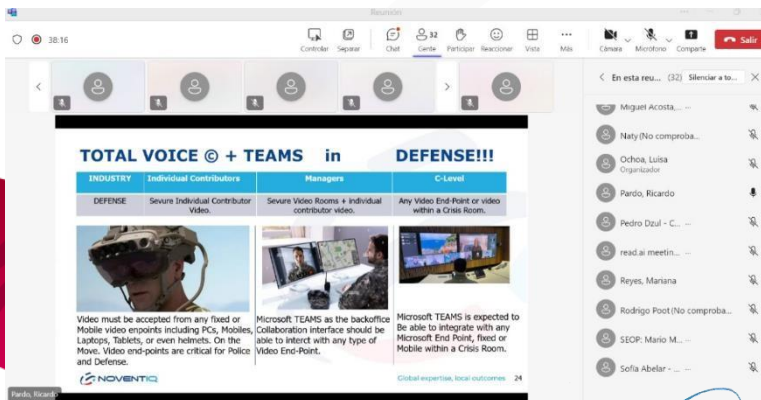 Reunión
38:16
Controlar
Separar
Chat
32
Gente
Participar
Reaccionar
Vista
Más
Cámara
Micrófono
Comparte
Salir
En esta reu... (32)
Silenciar a to...
Miguel Acosta,... ...
Naty (No comproba...
Ochoa, Luisa
Organizador
Pardo, Ricardo
Pedro Dzul - C... ...
read.ai meetin... ...
Reyes, Mariana
Rodrigo Poot (No comproba...
SEOP: Mario M... ...
Sofía Abelar - ... ...
TOTAL VOICE © + TEAMS in DEFENSE!!!
INDUSTRY
Individual Contributors
Managers
C-Level
DEFENSE
Sevure Individual Contributor
Video.
Sevure Video Rooms + individual
contributor video.
Any Video End-Point or video
within a Crisis Room.
Video must be accepted from any fixed or
Mobile video enpoints including PCs, Mobiles,
Laptops, Tablets, or even helmets. On the
Move. Video end-points are critical for Police
and Defense.
Microsoft TEAMS as the backoffice
Collaboration interface should be
able to interct with any type of
Video End-Point.
Microsoft TEAMS is expected to
Be able to integrate with any
Microsoft End Point, fixed or
Mobile within a Crisis Room.
NOVENTIQ
Global expertise, local outcomes 24
Pardo, Ricardo